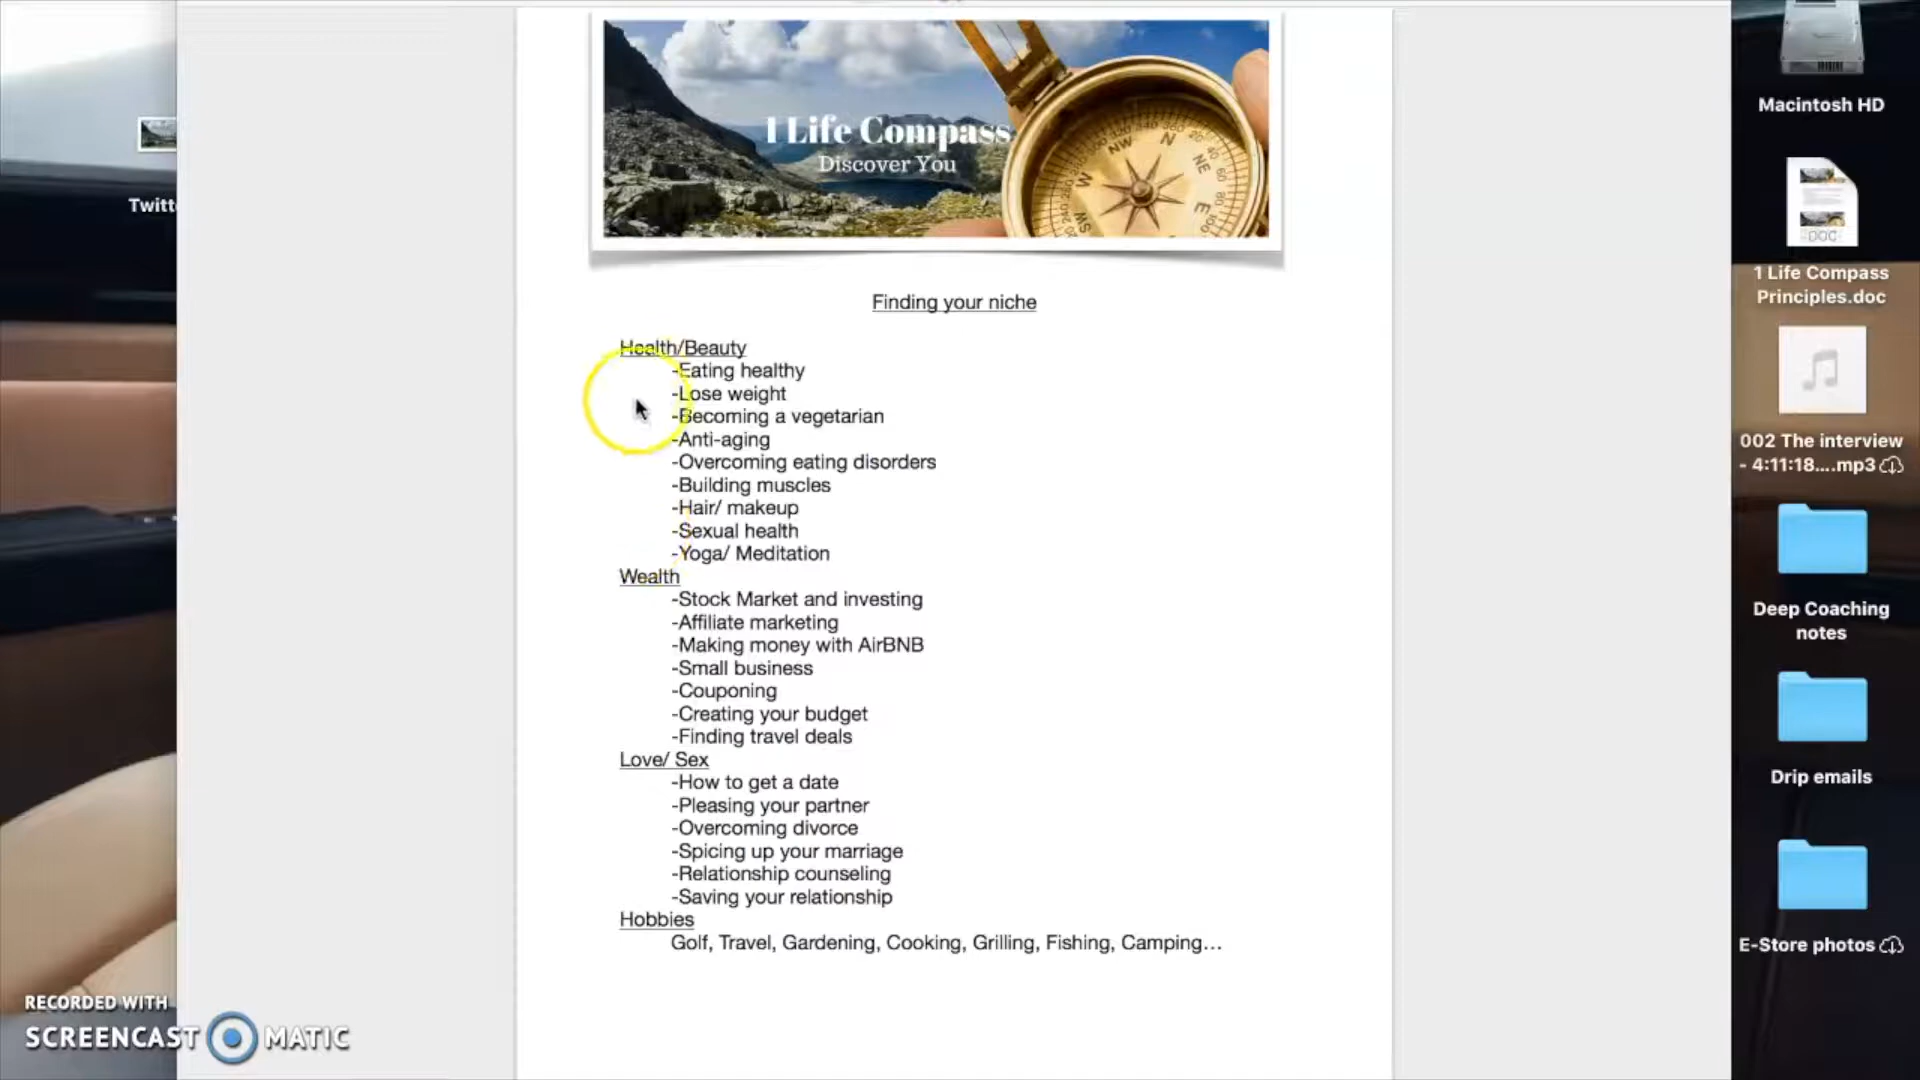 1 Life Compass
Discover You
Finding your niche
Health/Beauty
-Eating healthy
-Lose weight
-Becoming a vegetarian
-Anti-aging
-Overcoming eating disorders
-Building muscles
-Hair/ makeup
-Sexual health
-Yoga/ Meditation
Wealth
-Stock Market and investing
-Affiliate marketing
-Making money with AirBNB
-Small business
-Couponing
-Creating your budget
-Finding travel deals
Love/ Sex
-How to get a date
-Pleasing your partner
-Overcoming divorce
-Spicing up your marriage
-Relationship counseling
-Saving your relationship
Hobbies
Golf, Travel, Gardening, Cooking, Grilling, Fishing, Camping…
Twitt
Macintosh HD
DOC
1 Life Compass
Principles.doc
002 The interview
- 4:11:18....mp3
Deep Coaching
notes
Drip emails
E-Store photos
NW
N
NE
W
E
SW
RECORDED WITH
SCREENCAST MATIC